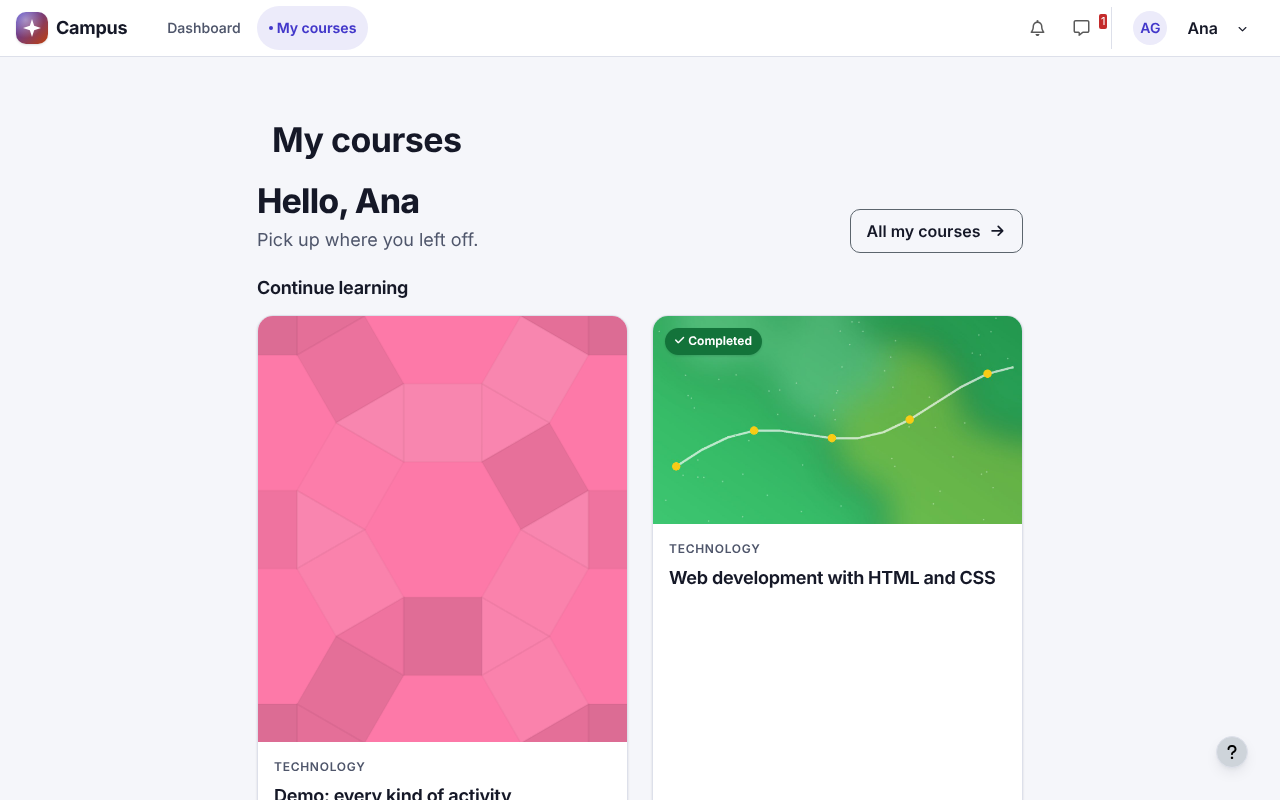 Campus
Dashboard
My courses
1
AG
Ana
My courses
Hello, Ana
Pick up where you left off.
All my courses
Continue learning
Completed
TECHNOLOGY
Web development with HTML and CSS
TECHNOLOGY
Demo: every kind of activity
?